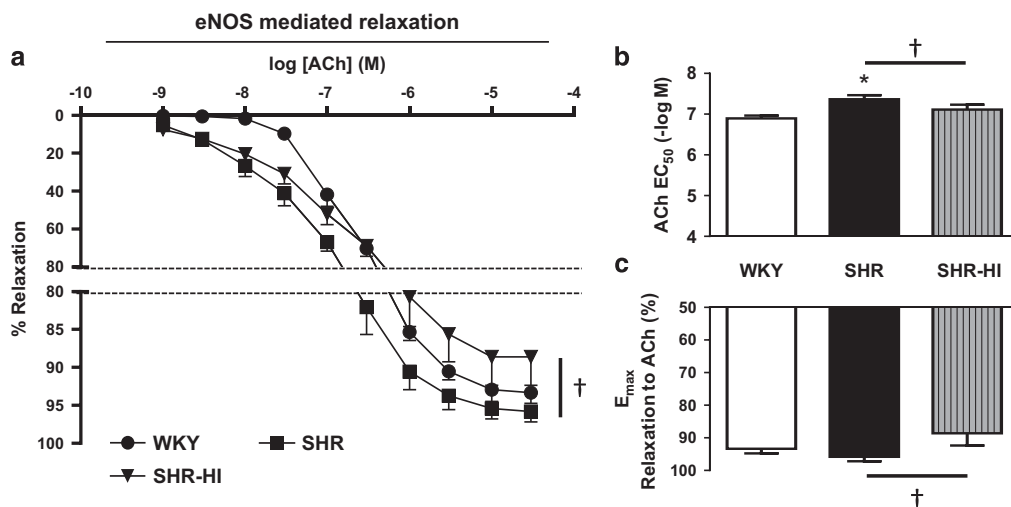 eNOS mediated relaxation
a
log [ACh] (M)
-10 -9 -8 -7 -6 -5 -4
0
20
40
60
80
80
85
90
95
100
% Relaxation
†
WKY
SHR
SHR-HI
b
†
*
8
7
6
5
4
ACh EC50 (-log M)
WKY SHR SHR-HI
c
50
60
70
80
90
100
Emax
Relaxation to ACh (%)
†